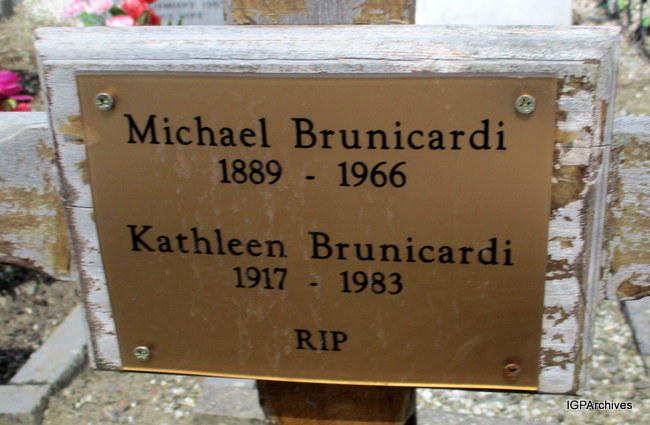 Michael Brunicardi
1889 - 1966
Kathleen Brunicardi
1917 - 1983
RIP
IGPArchives